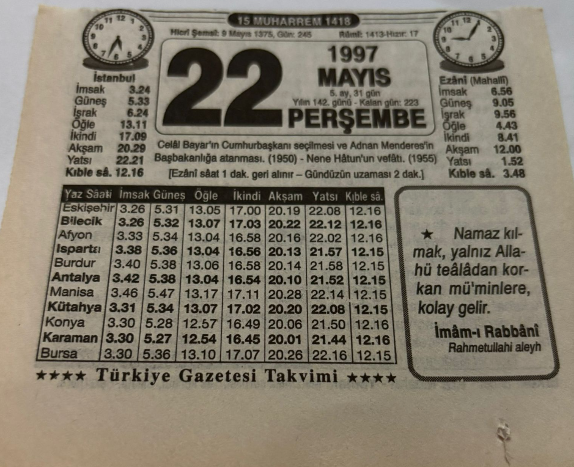 15 MUHARREM 1418
Hicrî Şemsî: 9 Mayıs 1375, Gün: 245 Rûmî: 1413-Hızır: 17
22
1997
MAYIS
5. ay, 31 gün
Yılın 142. günü - Kalan gün: 223
PERŞEMBE
İstanbul
İmsak 3.24
Güneş 5.33
İşrak 6.24
Öğle 13.11
İkindi 17.09
Akşam 20.29
Yatsı 22.21
Kıble sâ. 12.16
Ezânî (Mahallî)
İmsak 6.56
Güneş 9.05
İşrak 9.56
Öğle 4.43
İkindi 8.41
Akşam 12.00
Yatsı 1.52
Kıble sâ. 3.48
Celâl Bayar'ın Cumhurbaşkanı seçilmesi ve Adnan Menderes'in
Başbakanlığa atanması. (1950) - Nene Hâtun'un vefâtı. (1955)
[Ezânî sâat 1 dak. geri alınır – Gündüzün uzaması 2 dak.]
Yaz Sâati İmsak Güneş Öğle İkindi Akşam Yatsı Kıble sâ.
Eskişehir 3.26 5.31 13.05 17.00 20.19 22.08 12.16
Bilecik 3.26 5.32 13.07 17.03 20.22 22.12 12.16
Afyon 3.33 5.34 13.04 16.58 20.16 22.02 12.16
Isparta 3.38 5.36 13.04 16.56 20.13 21.57 12.15
Burdur 3.40 5.38 13.06 16.58 20.14 21.58 12.15
Antalya 3.42 5.38 13.04 16.54 20.10 21.52 12.15
Manisa 3.46 5.47 13.17 17.11 20.28 22.14 12.15
Kütahya 3.31 5.34 13.07 17.02 20.20 22.08 12.15
Konya 3.30 5.28 12.57 16.49 20.06 21.50 12.16
Karaman 3.30 5.27 12.54 16.45 20.01 21.44 12.16
Bursa 3.30 5.36 13.10 17.07 20.26 22.16 12.15
★ Namaz kıl-
mak, yalnız Alla-
hü teâlâdan kor-
kan mü'minlere,
kolay gelir.
İmâm-ı Rabbânî
Rahmetullahi aleyh
★★★★ Türkiye Gazetesi Takvimi ★★★★